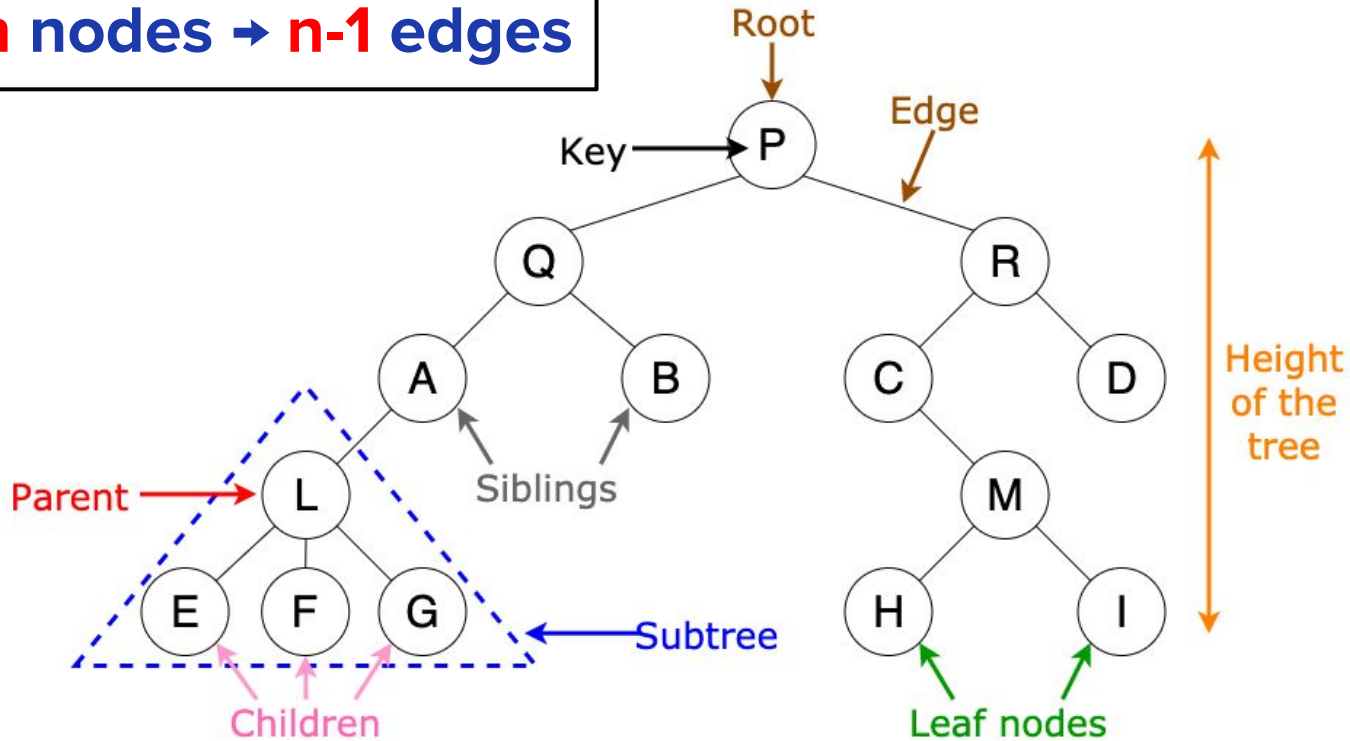 n nodes → n-1 edges
Root
Edge
Key
P
Q
R
A
B
C
D
Height
of the
tree
Siblings
Parent
L
M
E
F
G
H
I
Subtree
Children
Leaf nodes